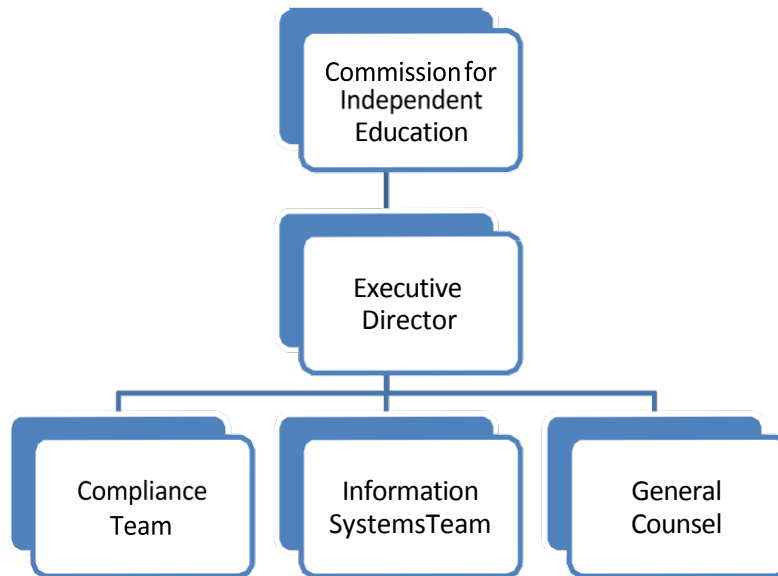 Commission for
Independent
Education
Executive
Director
Compliance
Team
Information
SystemsTeam
General
Counsel